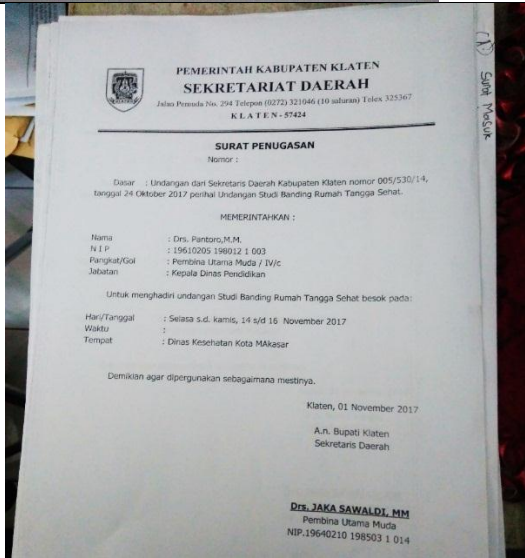 PEMERINTAH KABUPATEN KLATEN
SEKRETARIAT DAERAH
Jalan Pemuda No. 294 Telepon (0272) 321046 (10 saluran) Telex 325367
KLATEN - 57424
(A) Surat Masuk
SURAT PENUGASAN
Nomor :
Dasar : Undangan dari Sekretaris Daerah Kabupaten Klaten nomor 005/530/14,
tanggal 24 Oktober 2017 perihal Undangan Studi Banding Rumah Tangga Sehat.
MEMERINTAHKAN :
Nama : Drs. Pantoro,M.M.
N I P : 19610205 198012 1 003
Pangkat/Gol : Pembina Utama Muda / IV/c
Jabatan : Kepala Dinas Pendidikan
Untuk menghadiri undangan Studi Banding Rumah Tangga Sehat besok pada:
Hari/Tanggal : Selasa s.d. kamis, 14 s/d 16 November 2017
Waktu :
Tempat : Dinas Kesehatan Kota MAkasar
Demikian agar dipergunakan sebagaimana mestinya.
Klaten, 01 November 2017
A.n. Bupati Klaten
Sekretaris Daerah
Drs. JAKA SAWALDI, MM
Pembina Utama Muda
NIP.19640210 198503 1 014